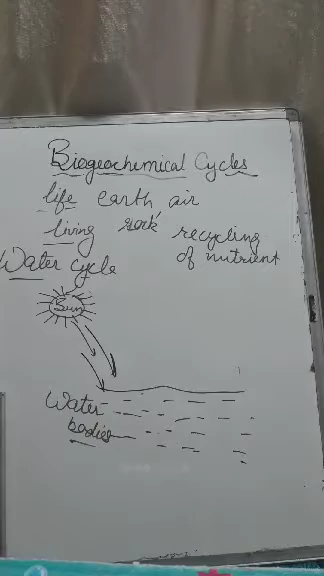 Biogeochemical Cycles
life earth air
living rock recycling
of nutrient
Water cycle
Sun
Water
bodies